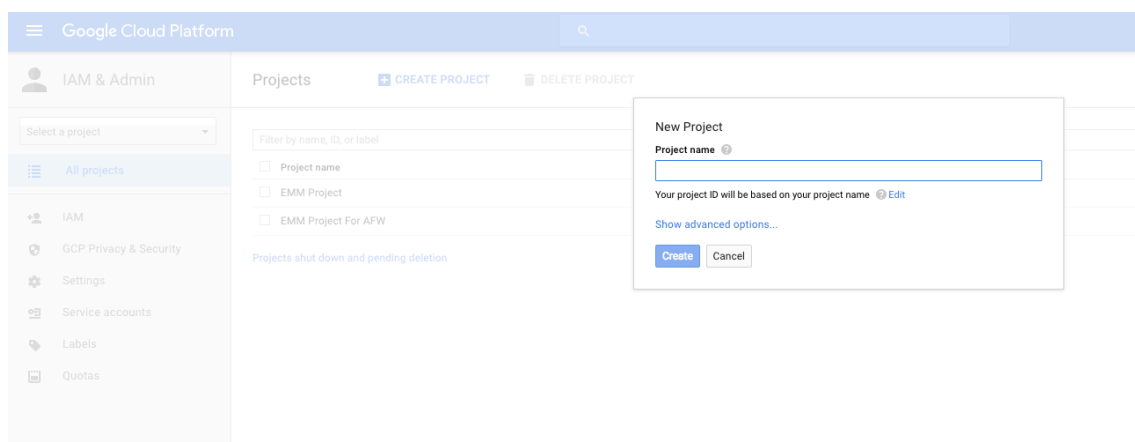 Google Cloud Platform
IAM & Admin
Projects
CREATE PROJECT
DELETE PROJECT
Select a project
All projects
IAM
GCP Privacy & Security
Settings
Service accounts
Labels
Quotas
Filter by name, ID, or label
Project name
EMM Project
EMM Project For AFW
Projects shut down and pending deletion
New Project
Project name
Your project ID will be based on your project name Edit
Show advanced options...
Create Cancel